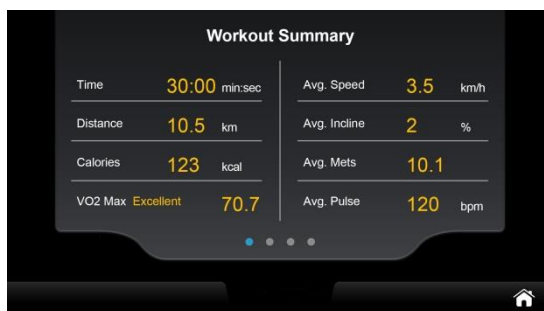 Workout Summary
Time 30:00 min:sec
Distance 10.5 km
Calories 123 kcal
VO2 Max Excellent 70.7
Avg. Speed 3.5 km/h
Avg. Incline 2 %
Avg. Mets 10.1
Avg. Pulse 120 bpm